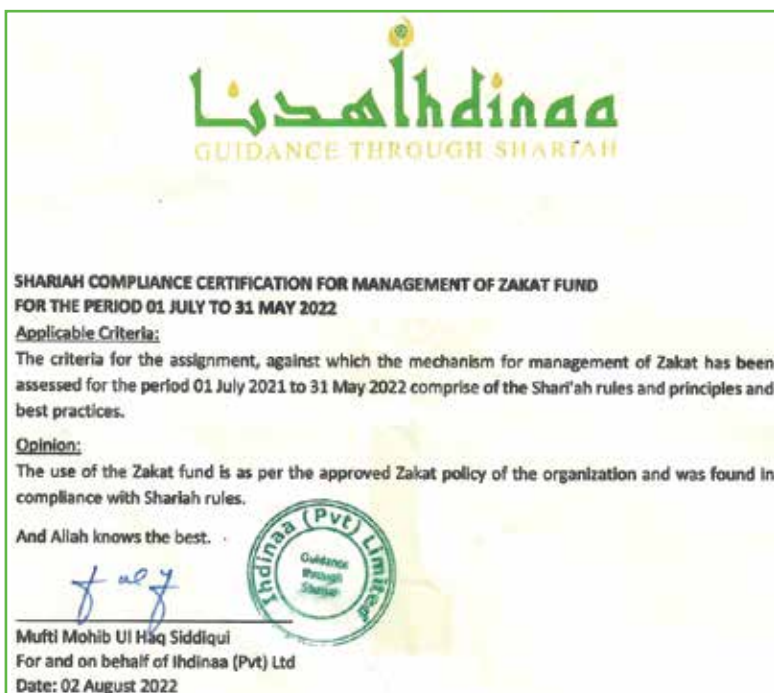 اهدنا Ihdinaa
GUIDANCE THROUGH SHARIAH
SHARIAH COMPLIANCE CERTIFICATION FOR MANAGEMENT OF ZAKAT FUND
FOR THE PERIOD 01 JULY TO 31 MAY 2022
Applicable Criteria:
The criteria for the assignment, against which the mechanism for management of Zakat has been
assessed for the period 01 July 2021 to 31 May 2022 comprise of the Shari'ah rules and principles and
best practices.
Opinion:
The use of the Zakat fund is as per the approved Zakat policy of the organization and was found in
compliance with Shariah rules.
And Allah knows the best.
Ihdinaa (Pvt) Limited
Guidance
through
Shariah
Mufti Mohib Ul Haq Siddiqui
For and on behalf of Ihdinaa (Pvt) Ltd
Date: 02 August 2022